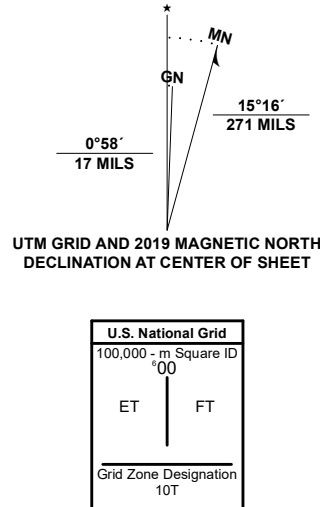 ★
MN
GN
15°16´
271 MILS
0°58´
17 MILS
UTM GRID AND 2019 MAGNETIC NORTH
DECLINATION AT CENTER OF SHEET
U.S. National Grid
100,000 - m Square ID
⁶00
ET FT
Grid Zone Designation
10T